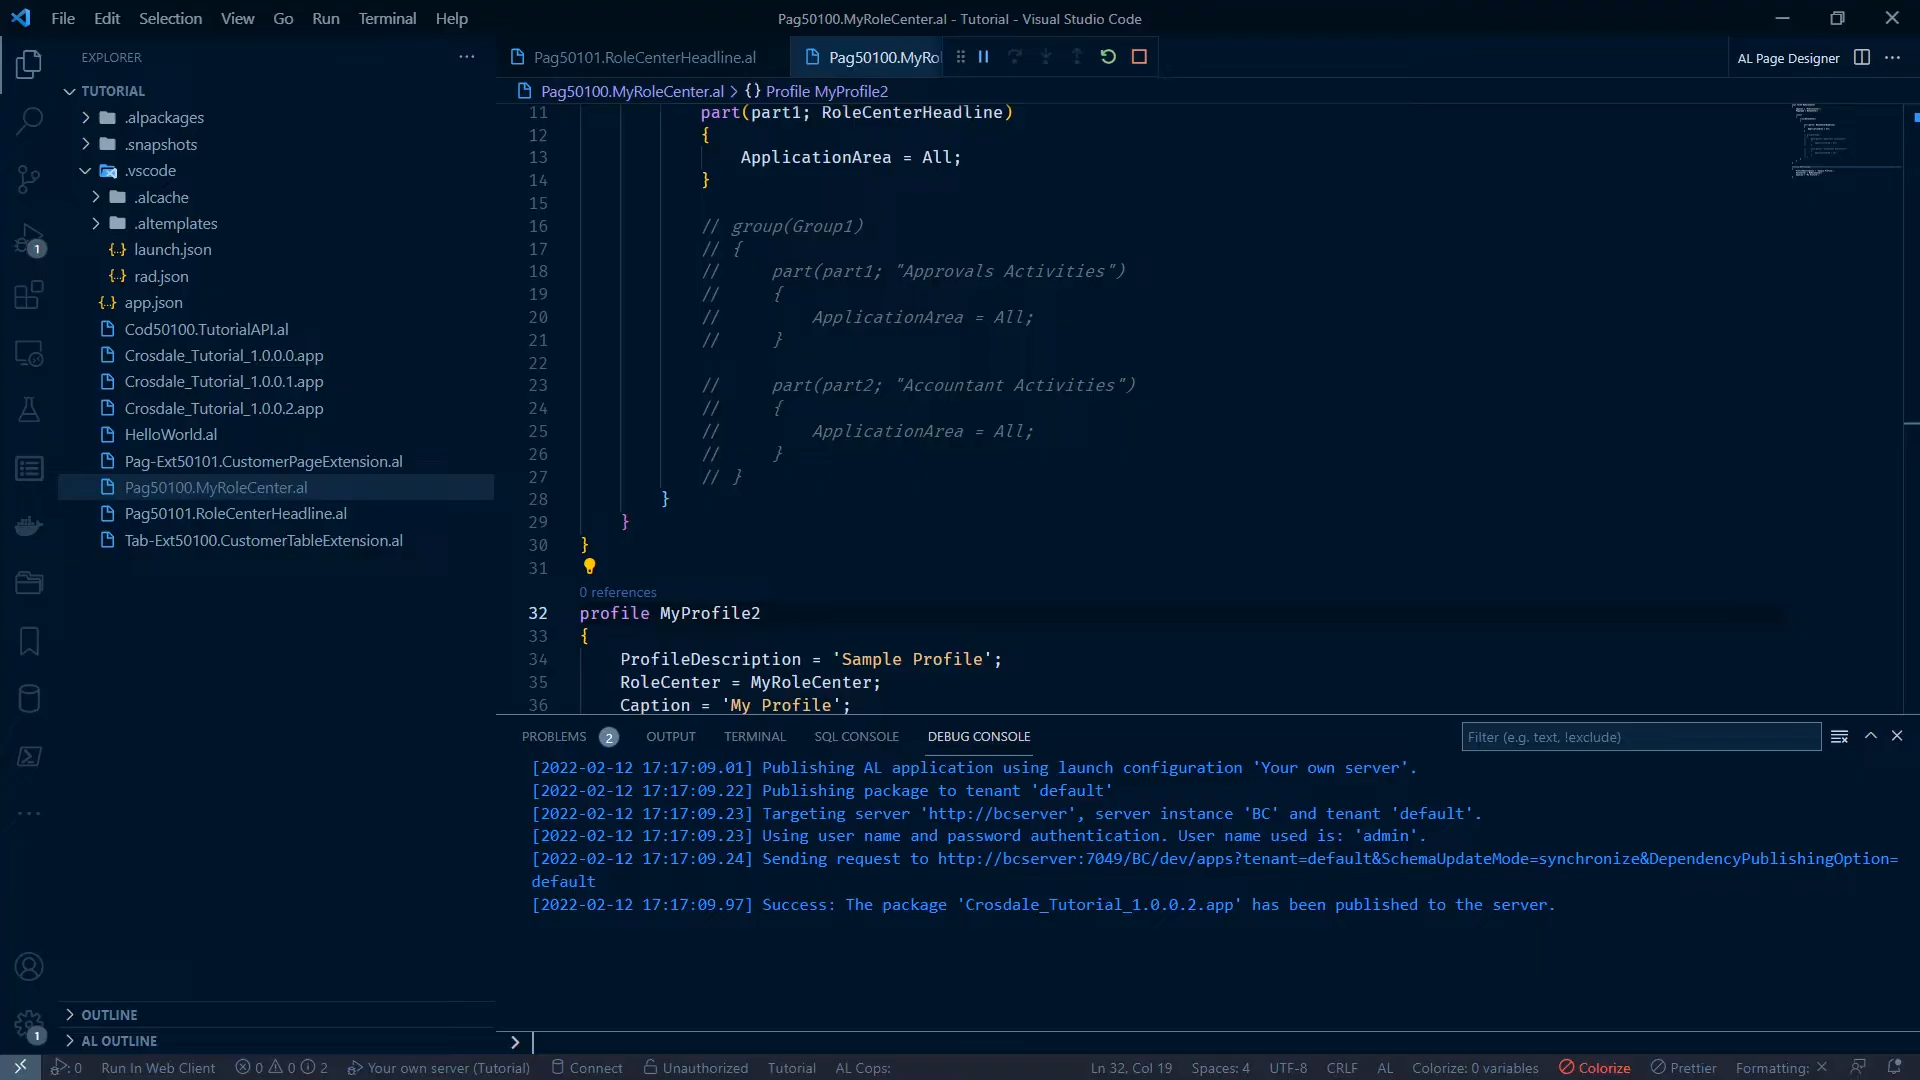 File Edit Selection View Go Run Terminal Help
Pag50100.MyRoleCenter.al - Tutorial - Visual Studio Code
EXPLORER
TUTORIAL
.alpackages
.snapshots
.vscode
.alcache
.altemplates
launch.json
rad.json
app.json
Cod50100.TutorialAPI.al
Crosdale_Tutorial_1.0.0.0.app
Crosdale_Tutorial_1.0.0.1.app
Crosdale_Tutorial_1.0.0.2.app
HelloWorld.al
Pag-Ext50101.CustomerPageExtension.al
Pag50100.MyRoleCenter.al
Pag50101.RoleCenterHeadline.al
Tab-Ext50100.CustomerTableExtension.al
OUTLINE
AL OUTLINE
1
1
Pag50101.RoleCenterHeadline.al
Pag50100.MyRo
AL Page Designer
Pag50100.MyRoleCenter.al > {} Profile MyProfile2
11 part(part1; RoleCenterHeadline)
12 {
13 ApplicationArea = All;
14 }
15
16 // group(Group1)
17 // {
18 // part(part1; "Approvals Activities")
19 // {
20 // ApplicationArea = All;
21 // }
22
23 // part(part2; "Accountant Activities")
24 // {
25 // ApplicationArea = All;
26 // }
27 // }
28 }
29 }
30 }
31
0 references
32 profile MyProfile2
33 {
34 ProfileDescription = 'Sample Profile';
35 RoleCenter = MyRoleCenter;
36 Caption = 'My Profile';
PROBLEMS 2 OUTPUT TERMINAL SQL CONSOLE DEBUG CONSOLE
Filter (e.g. text, !exclude)
[2022-02-12 17:17:09.01] Publishing AL application using launch configuration 'Your own server'.
[2022-02-12 17:17:09.22] Publishing package to tenant 'default'
[2022-02-12 17:17:09.23] Targeting server 'http://bcserver', server instance 'BC' and tenant 'default'.
[2022-02-12 17:17:09.23] Using user name and password authentication. User name used is: 'admin'.
[2022-02-12 17:17:09.24] Sending request to http://bcserver:7049/BC/dev/apps?tenant=default&SchemaUpdateMode=synchronize&DependencyPublishingOption=
default
[2022-02-12 17:17:09.97] Success: The package 'Crosdale_Tutorial_1.0.0.2.app' has been published to the server.
: 0 Run In Web Client 0 0 2 Your own server (Tutorial) Connect Unauthorized Tutorial AL Cops: Ln 32, Col 19 Spaces: 4 UTF-8 CRLF AL Colorize: 0 variables Colorize Prettier Formatting: ×